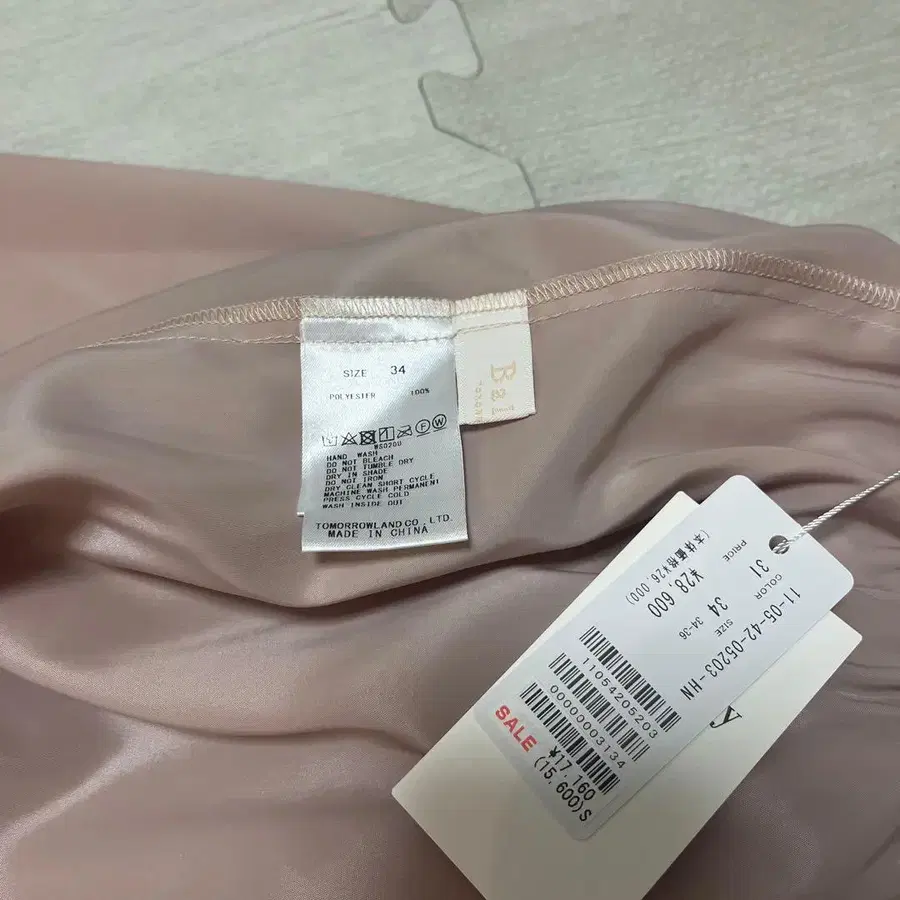 SIZE 34
POLYESTER 100%
WS020U
HAND WASH
DO NOT BLEACH
DO NOT TUMBLE DRY
DRY IN SHADE
DO NOT IRON
DRY CLEAN SHORT CYCLE
MACHINE WASH PERMANENT
PRESS CYCLE COLD
WASH INSIDE OUT
TOMORROWLAND CO., LTD.
MADE IN CHINA
11-05-42-05203-HN
COLOR SIZE
31 34 34-36
PRICE ¥28,600
(本体価格¥26,000)
11054205203
00000003134
SALE ¥17,160
(15,600)S